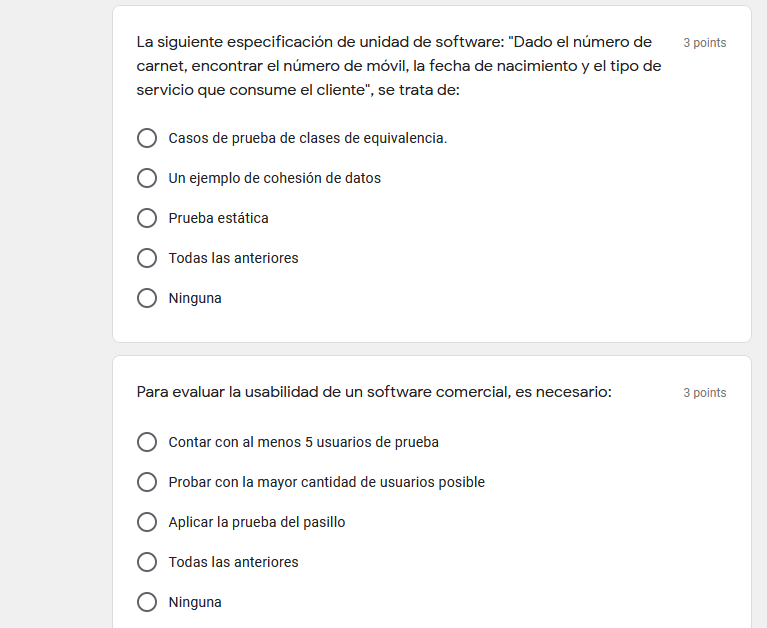 La siguiente especificación de unidad de software: "Dado el número de
3 points
carnet, encontrar el número de móvil, la fecha de nacimiento y el tipo de
servicio que consume el cliente", se trata de:
Casos de prueba de clases de equivalencia.
Un ejemplo de cohesión de datos
Prueba estática
Todas las anteriores
Ninguna
Para evaluar la usabilidad de un software comercial, es necesario:
3 points
Contar con al menos 5 usuarios de prueba
Probar con la mayor cantidad de usuarios posible
Aplicar la prueba del pasillo
Todas las anteriores
Ninguna